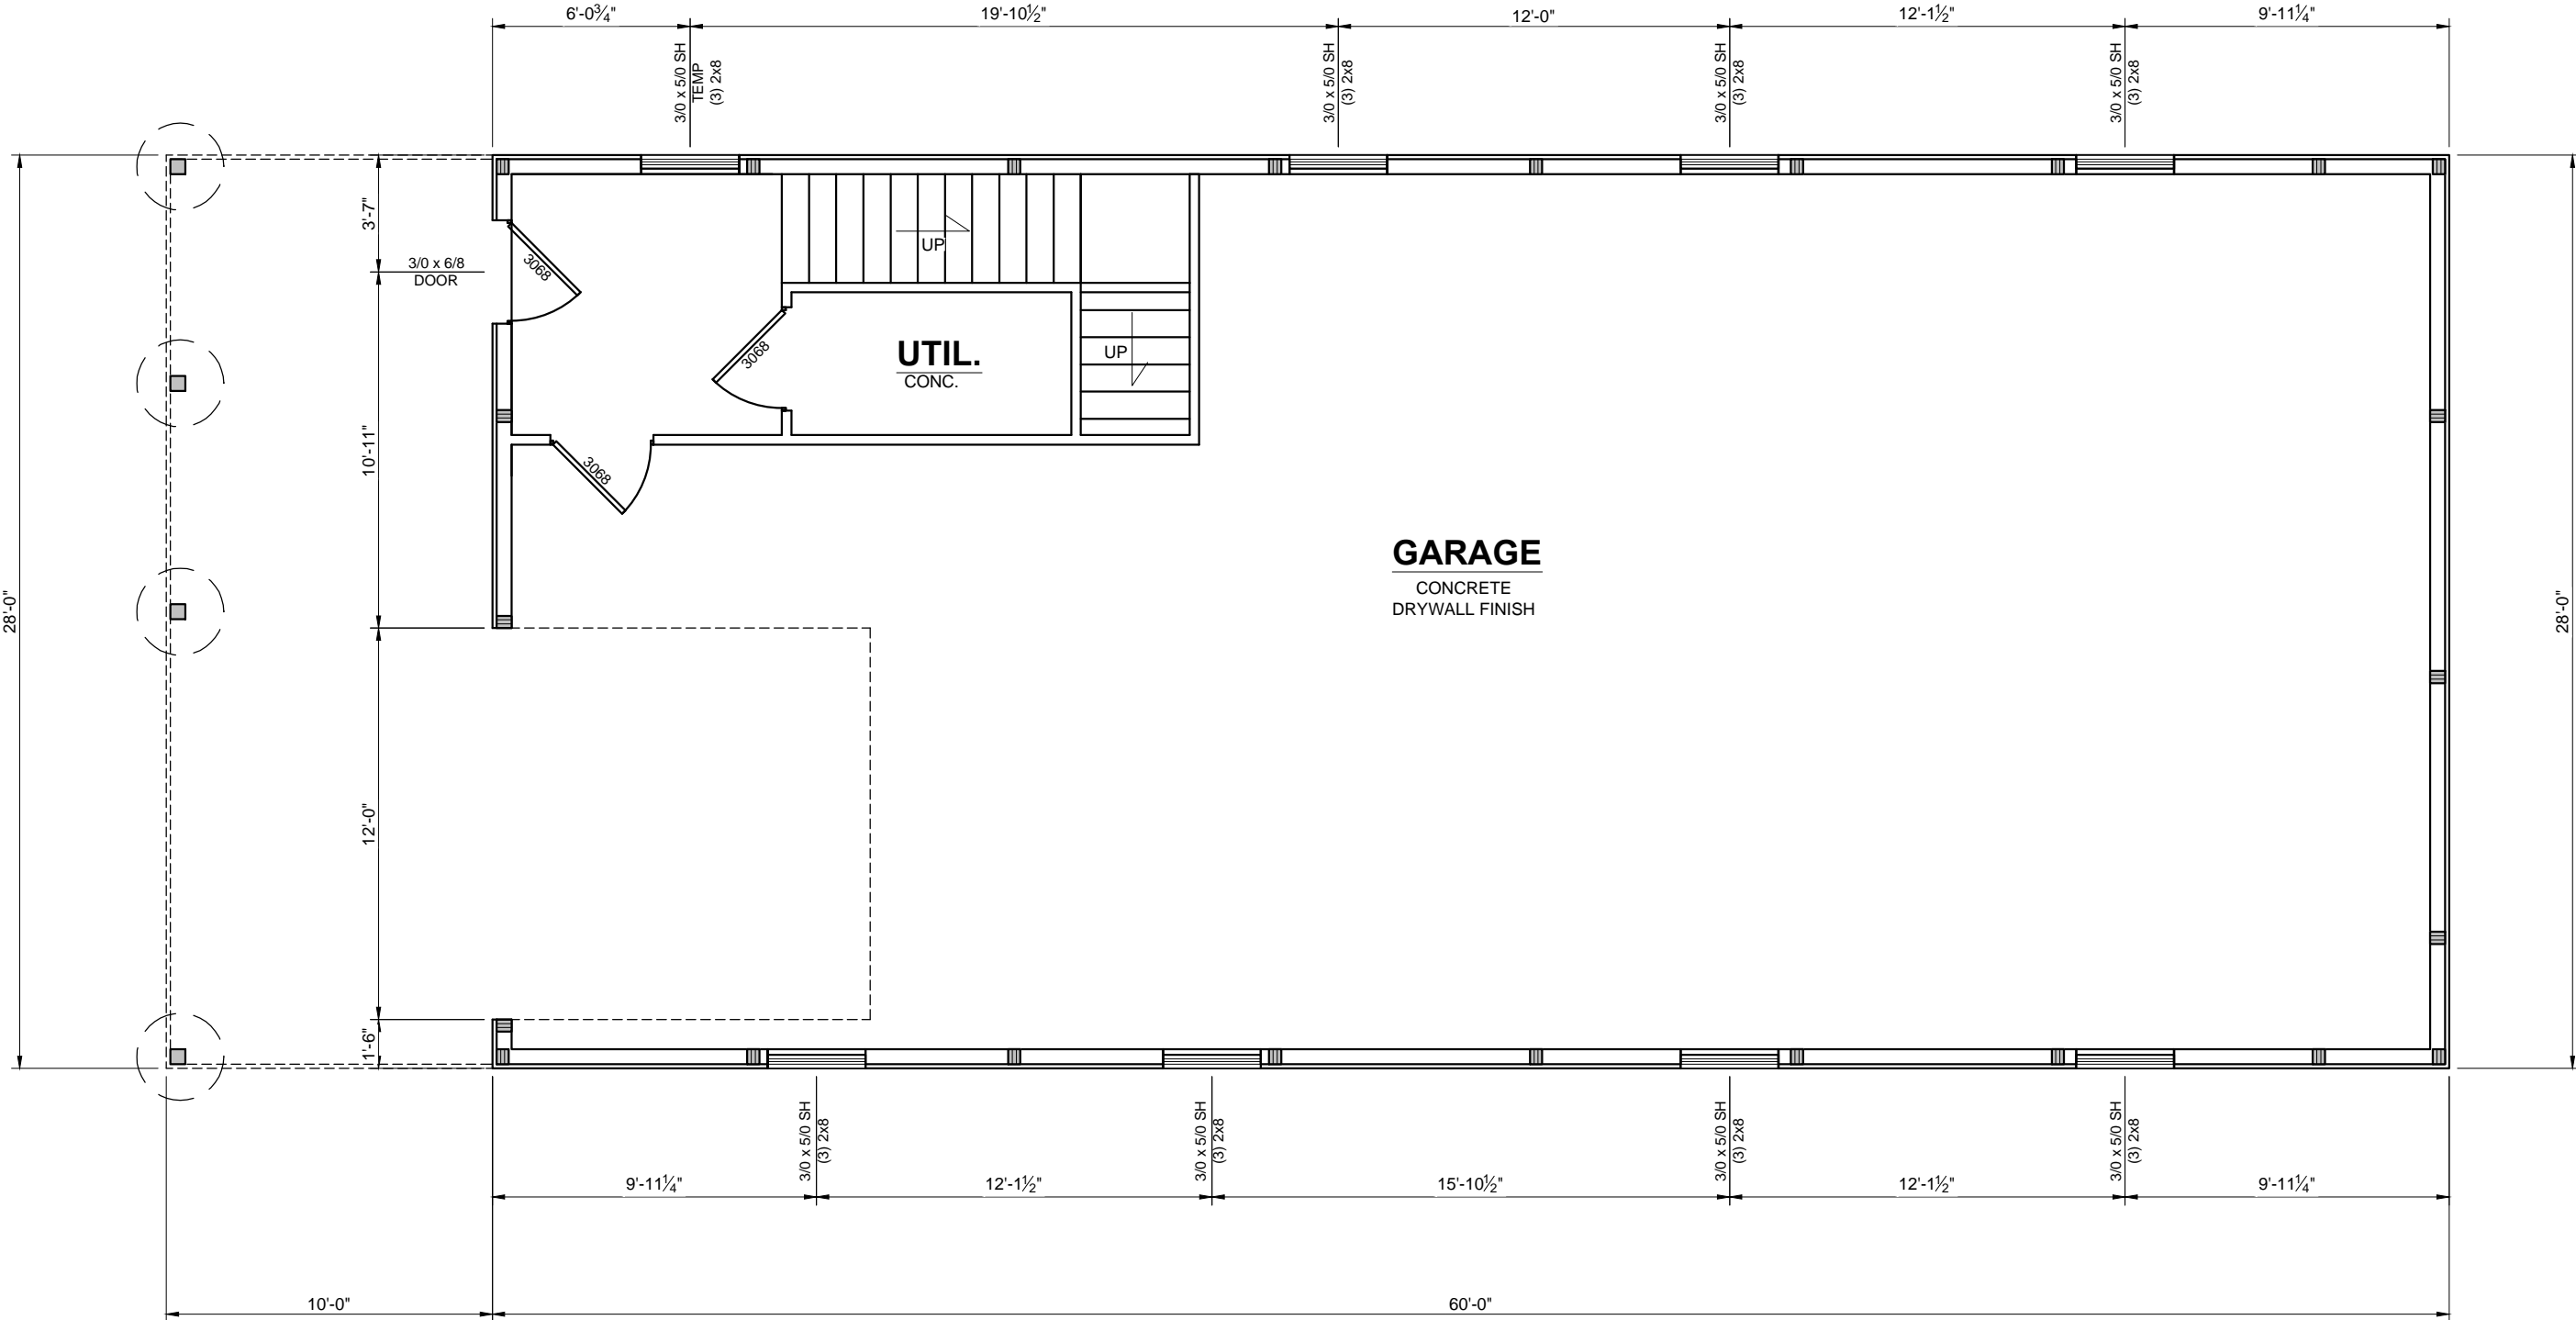 6'-0¾"
19'-10½"
12'-0"
12'-1½"
9'-11¼"
3/0 x 5/0 SH
TEMP
(3) 2x8
3/0 x 5/0 SH
(3) 2x8
3/0 x 5/0 SH
(3) 2x8
3/0 x 5/0 SH
(3) 2x8
28'-0"
3'-7"
3/0 x 6/8
DOOR
10'-11"
12'-0"
1'-6"
3068
UP
3068
UTIL.
CONC.
UP
3068
GARAGE
CONCRETE
DRYWALL FINISH
28'-0"
3/0 x 5/0 SH
(3) 2x8
3/0 x 5/0 SH
(3) 2x8
3/0 x 5/0 SH
(3) 2x8
3/0 x 5/0 SH
(3) 2x8
9'-11¼"
12'-1½"
15'-10½"
12'-1½"
9'-11¼"
10'-0"
60'-0"